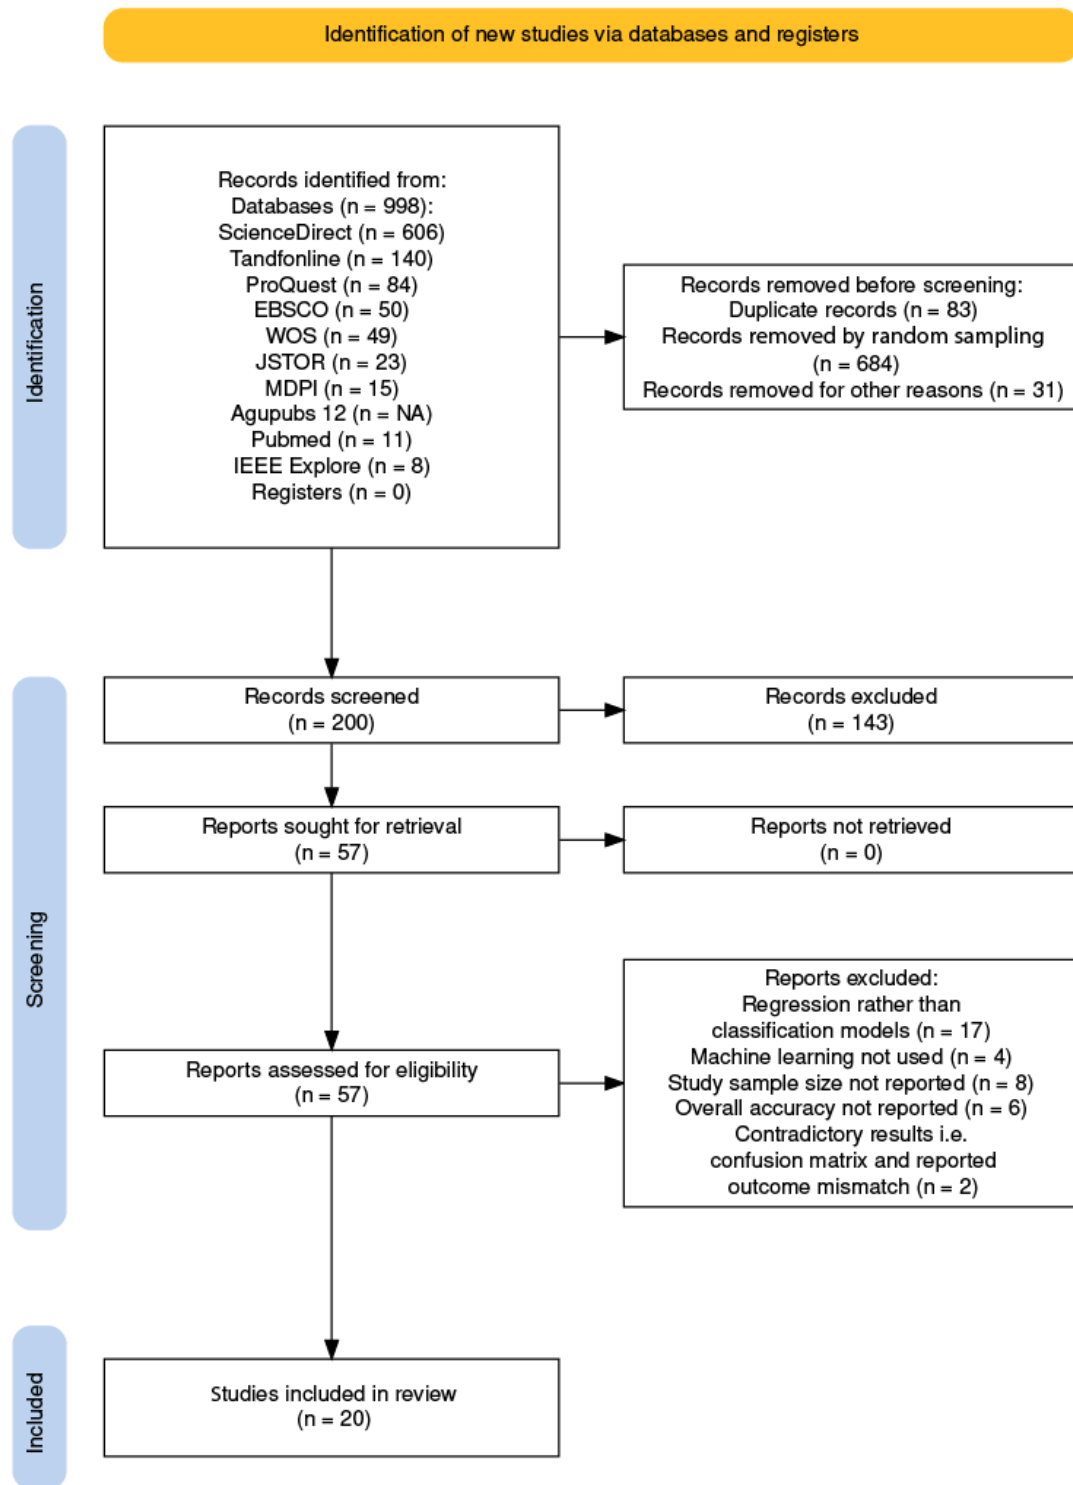 Identification of new studies via databases and registers
Identification
Records identified from:
Databases (n = 998):
ScienceDirect (n = 606)
Tandfonline (n = 140)
ProQuest (n = 84)
EBSCO (n = 50)
WOS (n = 49)
JSTOR (n = 23)
MDPI (n = 15)
Agupubs 12 (n = NA)
Pubmed (n = 11)
IEEE Explore (n = 8)
Registers (n = 0)
Records removed before screening:
Duplicate records (n = 83)
Records removed by random sampling
(n = 684)
Records removed for other reasons (n = 31)
Screening
Records screened
(n = 200)
Records excluded
(n = 143)
Reports sought for retrieval
(n = 57)
Reports not retrieved
(n = 0)
Reports assessed for eligibility
(n = 57)
Reports excluded:
Regression rather than
classification models (n = 17)
Machine learning not used (n = 4)
Study sample size not reported (n = 8)
Overall accuracy not reported (n = 6)
Contradictory results i.e.
confusion matrix and reported
outcome mismatch (n = 2)
Included
Studies included in review
(n = 20)